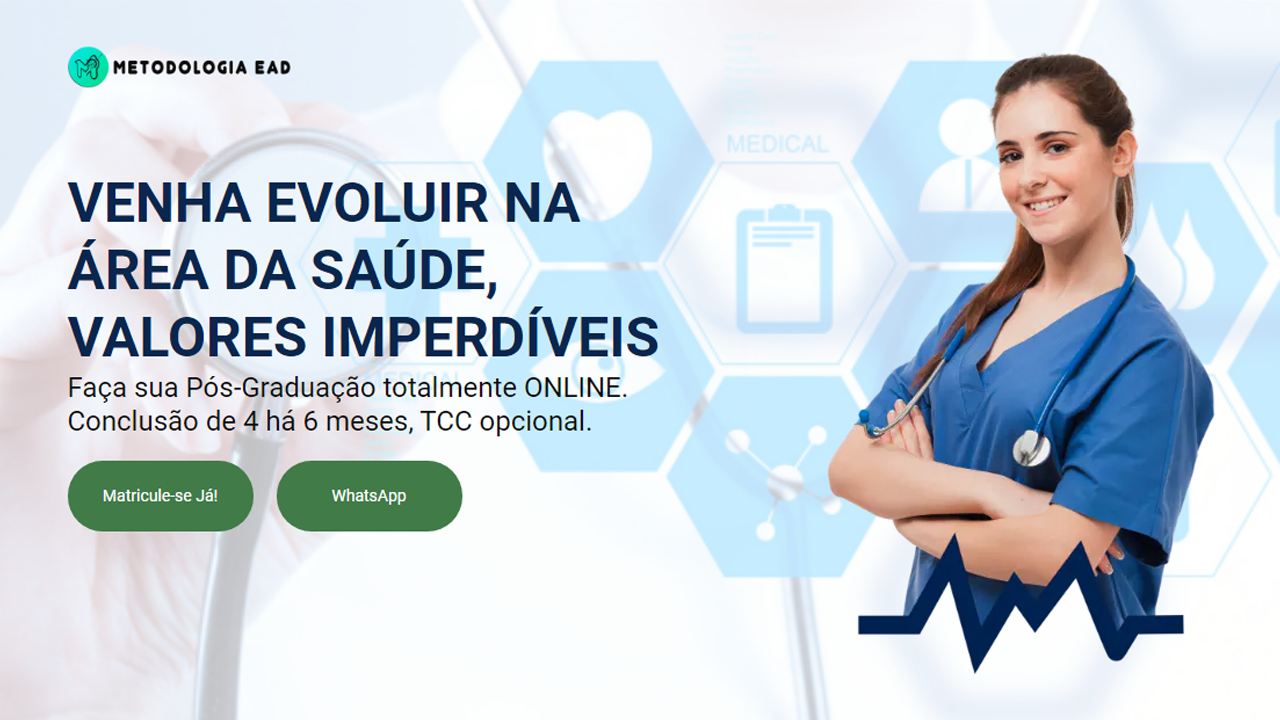 METODOLOGIA EAD
MEDICAL
VENHA EVOLUIR NA
ÁREA DA SAÚDE,
VALORES IMPERDÍVEIS
Faça sua Pós-Graduação totalmente ONLINE.
Conclusão de 4 há 6 meses, TCC opcional.
Matricule-se Já!
WhatsApp